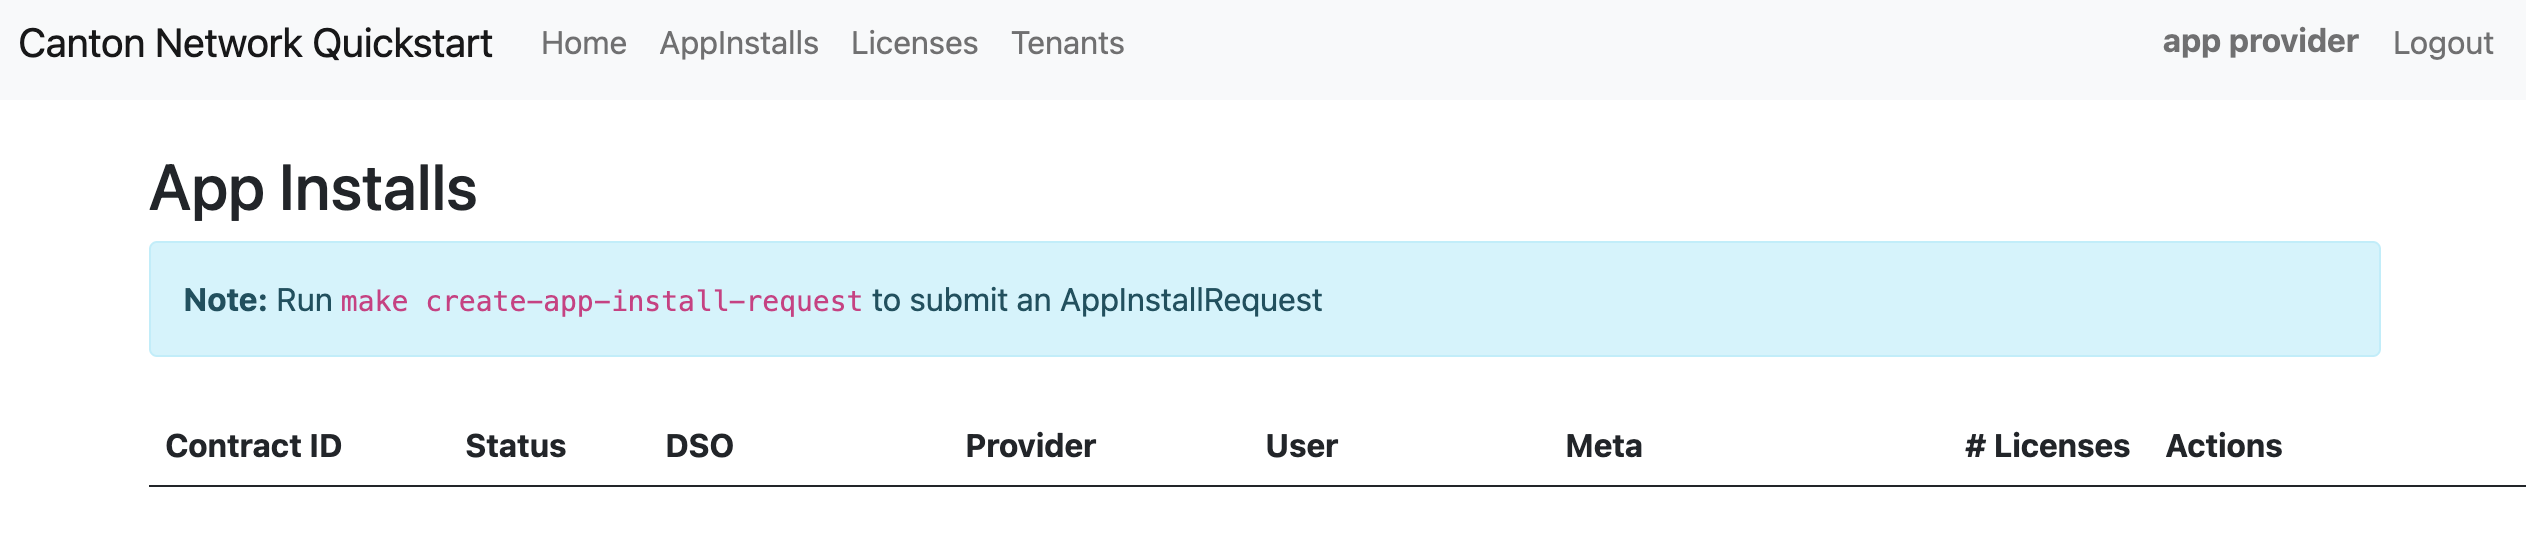 Canton Network Quickstart Home AppInstalls Licenses Tenants app provider Logout
App Installs
Note: Run make create-app-install-request to submit an AppInstallRequest
Contract ID Status DSO Provider User Meta # Licenses Actions